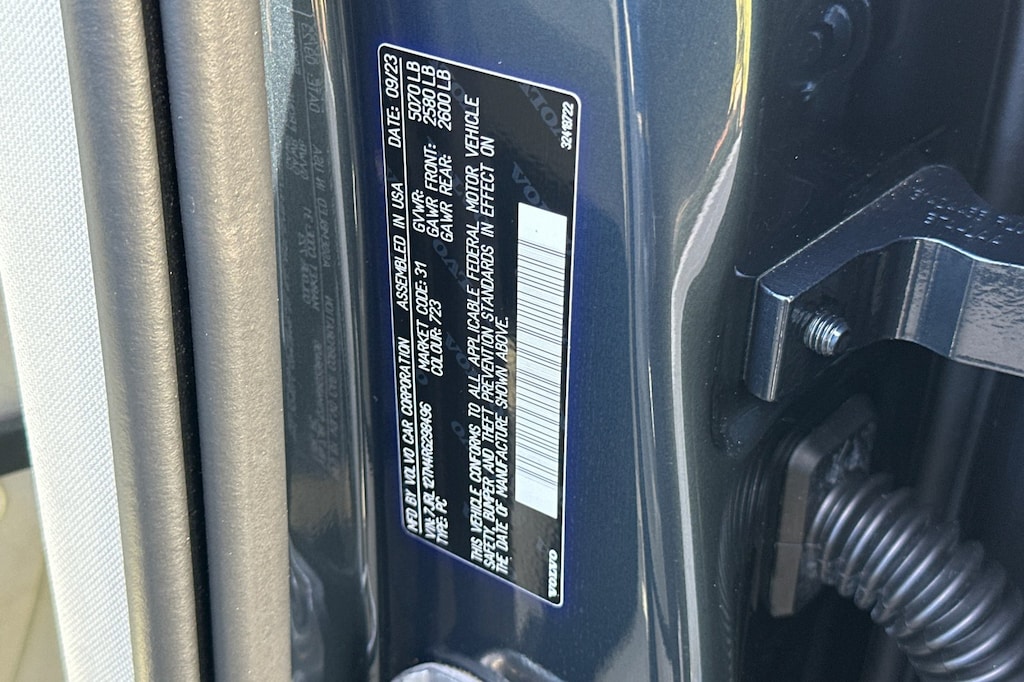 MFD BY VOLVO CAR CORPORATION ASSEMBLED IN USA DATE: 09/23
VIN: 7JRL12TM4RG298496 GVWR: 5070 LB
TYPE: PC MARKET CODE: 31 GAWR FRONT: 2580 LB
COLOUR: 723 GAWR REAR: 2600 LB
THIS VEHICLE CONFORMS TO ALL APPLICABLE FEDERAL MOTOR VEHICLE
SAFETY, BUMPER AND THEFT PREVENTION STANDARDS IN EFFECT ON
THE DATE OF MANUFACTURE SHOWN ABOVE.
VOLVO 32418722